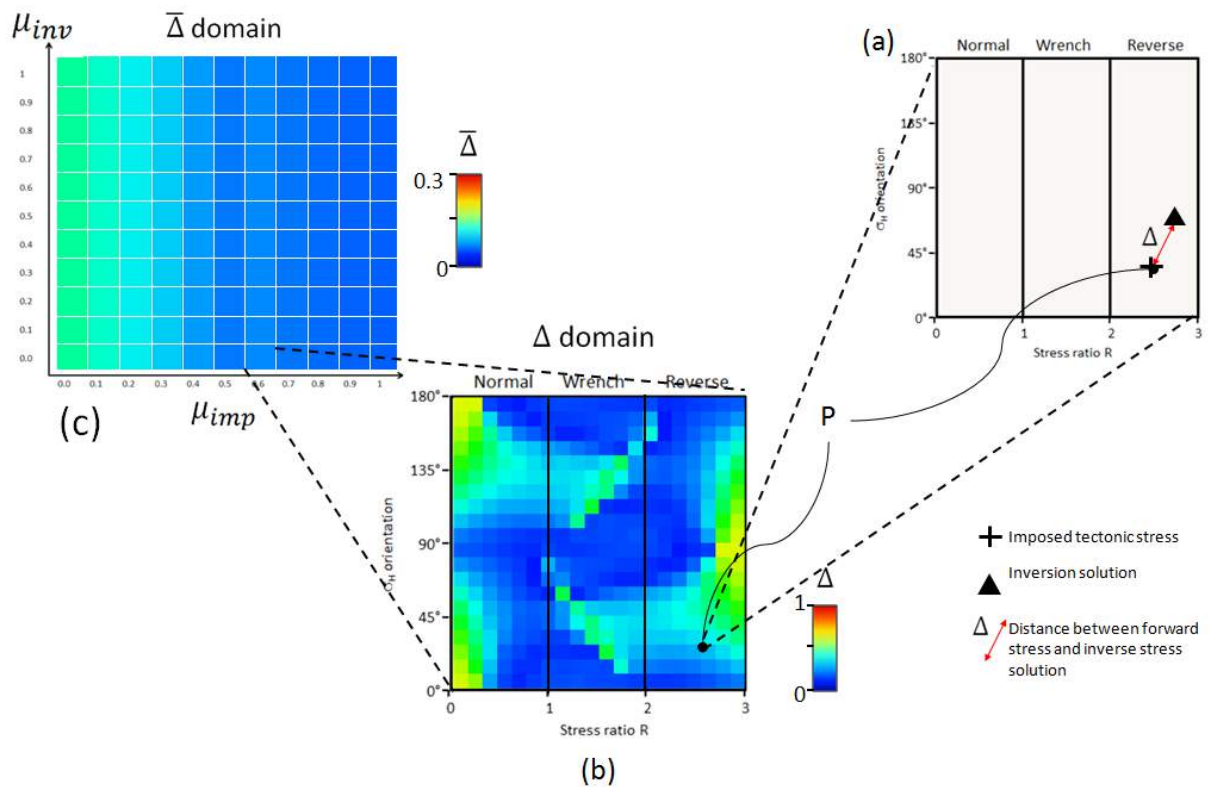 μ_inv
Δ̅ domain
1
0.9
0.8
0.7
0.6
0.5
0.4
0.3
0.2
0.1
0.0
0.0 0.1 0.2 0.3 0.4 0.5 0.6 0.7 0.8 0.9 1
μ_imp
(c)
Δ̅
0.3
0
(a)
Normal Wrench Reverse
180°
135°
90°
45°
0°
σH orientation
Δ
0 1 2 3
Stress ratio R
Δ domain
Normal Wrench Reverse
180°
135°
90°
45°
0°
σH orientation
0 1 2 3
Stress ratio R
(b)
P
Δ
1
0
Imposed tectonic stress
Inversion solution
Δ
Distance between forward
stress and inverse stress
solution